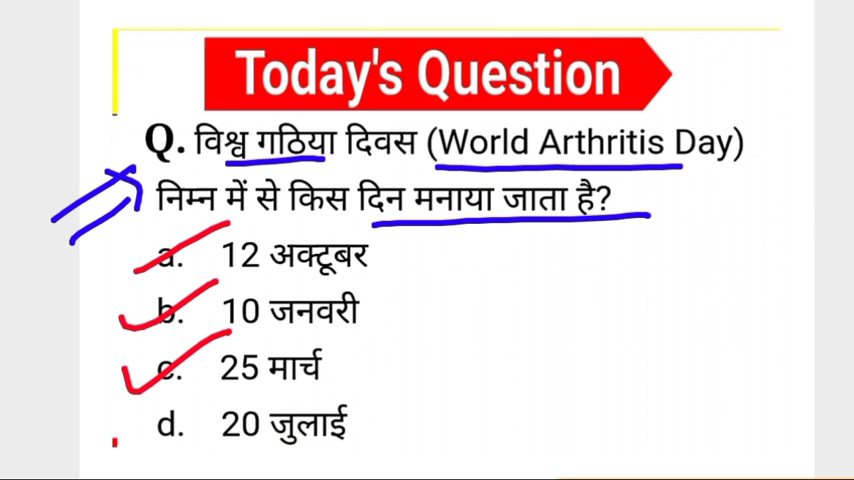 Today's Question
Q. विश्व गठिया दिवस (World Arthritis Day)
निम्न में से किस दिन मनाया जाता है?
a. 12 अक्टूबर
b. 10 जनवरी
c. 25 मार्च
d. 20 जुलाई